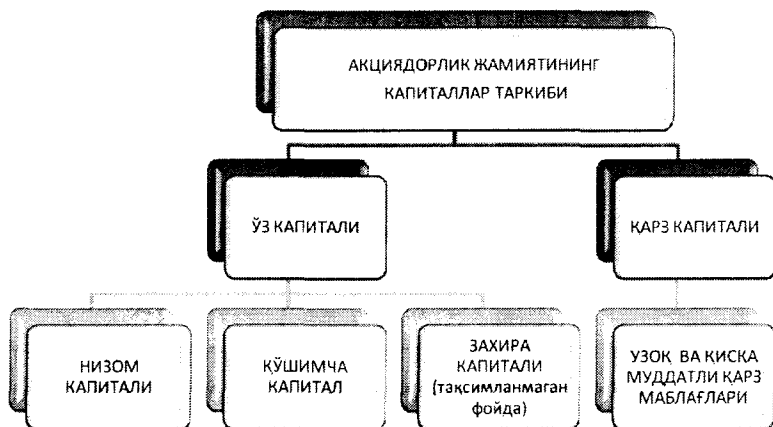 АКЦИЯДОРЛИК ЖАМИЯТИНИНГ
КАПИТАЛЛАР ТАРКИБИ
ЎЗ КАПИТАЛИ
ҚАРЗ КАПИТАЛИ
НИЗОМ
КАПИТАЛИ
ҚЎШИМЧА
КАПИТАЛ
ЗАХИРА
КАПИТАЛИ
(тақсимланмаган
фойда)
УЗОҚ ВА ҚИСҚА
МУДДАТЛИ ҚАРЗ
МАБЛАҒЛАРИ